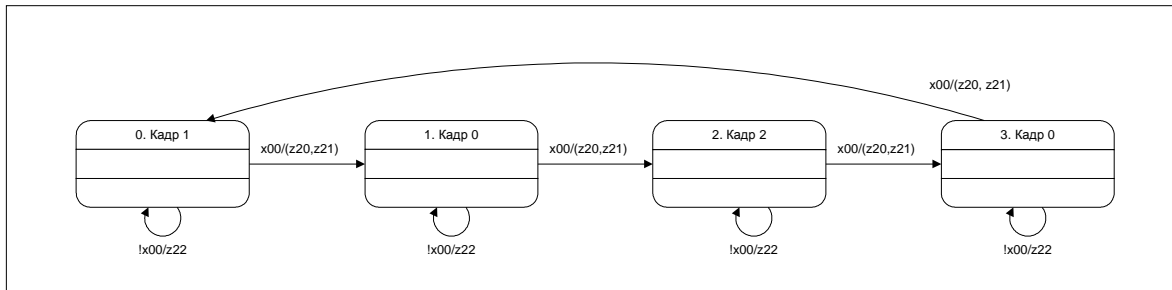 x00/(z20, z21)
0. Кадр 1
1. Кадр 0
2. Кадр 2
3. Кадр 0
x00/(z20,z21)
x00/(z20,z21)
x00/(z20,z21)
!x00/z22
!x00/z22
!x00/z22
!x00/z22